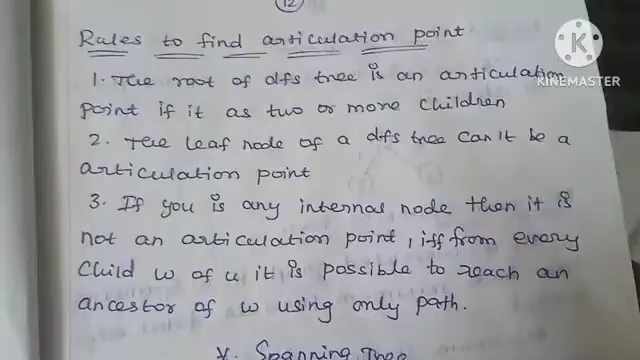 12
Rules to find articulation point
1. The root of dfs tree is an articulation
point if it as two or more children
2. The leaf node of a dfs tree can't be a
articulation point
3. If you is any internal node then it is
not an articulation point, iff from every
child w of u it is possible to reach an
ancestor of w using only path.
V. Spanning Tree
K
KINEMASTER